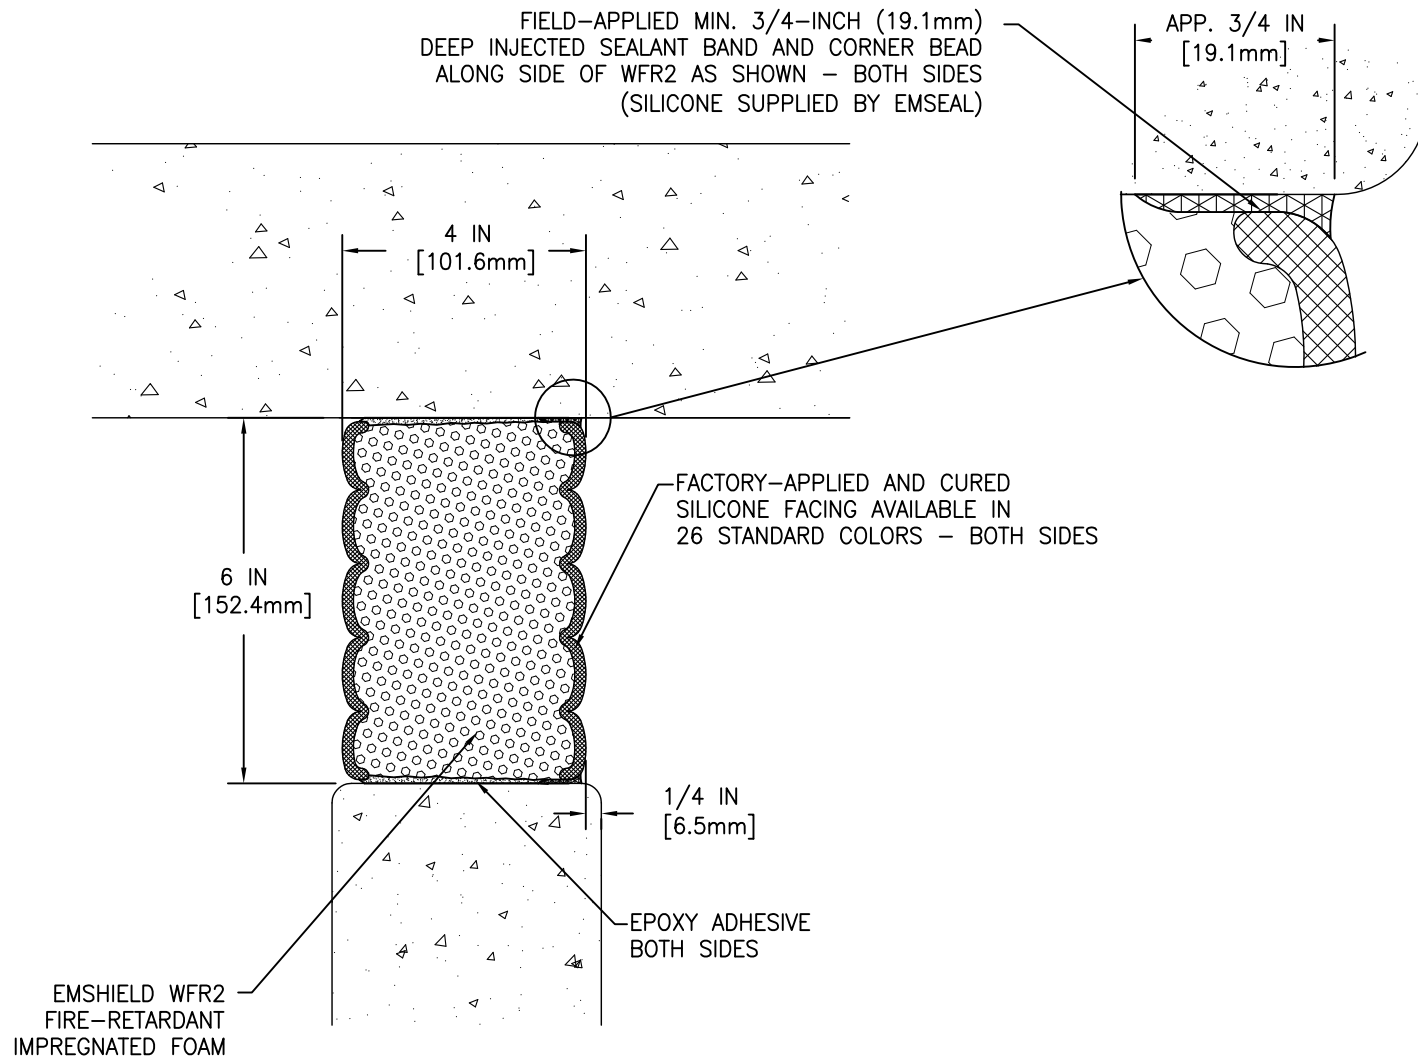 FIELD-APPLIED MIN. 3/4-INCH (19.1mm)
DEEP INJECTED SEALANT BAND AND CORNER BEAD
ALONG SIDE OF WFR2 AS SHOWN - BOTH SIDES
(SILICONE SUPPLIED BY EMSEAL)
APP. 3/4 IN
[19.1mm]
4 IN
[101.6mm]
FACTORY-APPLIED AND CURED
SILICONE FACING AVAILABLE IN
26 STANDARD COLORS - BOTH SIDES
6 IN
[152.4mm]
1/4 IN
[6.5mm]
EPOXY ADHESIVE
BOTH SIDES
EMSHIELD WFR2
FIRE-RETARDANT
IMPREGNATED FOAM